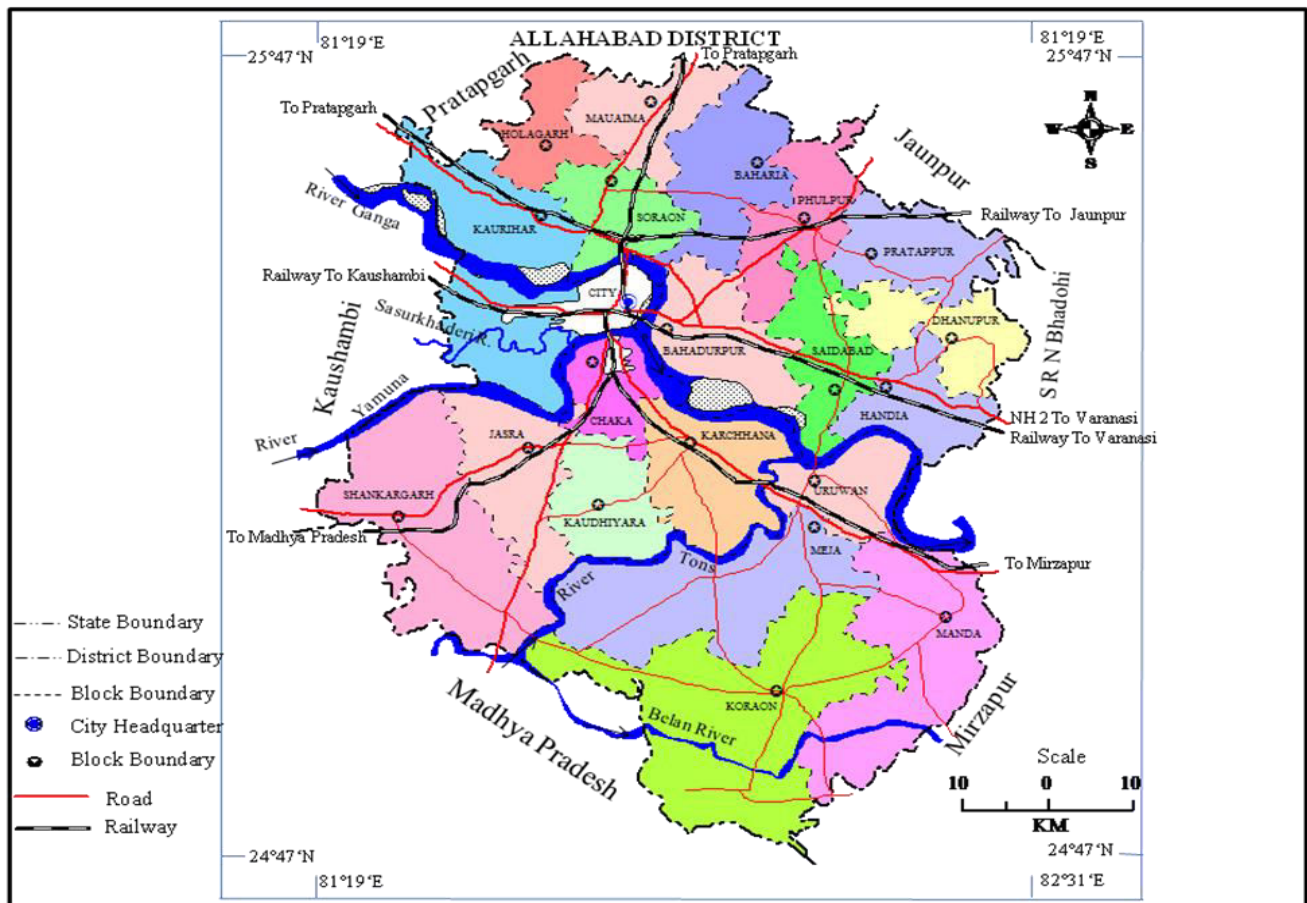 81°19‘E
81°19‘E
25°47‘N
ALLAHABAD DISTRICT
25°47‘N
To Pratapgarh
To Pratapgarh
Pratapgarh
N
W E
S
MAUAIMA
HOLAGARH
BAHARIA
Jaunpur
PHULPUR
River Ganga
KAURIHAR
SORAON
Railway To Jaunpur
PRATAPPUR
Railway To Kaushambi
CITY
Sasurkhaderi R.
DHANUPUR
S R N Bhadohi
BAHADURPUR
SAIDABAD
Kaushambi
Yamuna
River
CHAKA
HANDIA
NH 2 To Varanasi
Railway To Varanasi
JASRA
KARCHHANA
SHANKARGARH
URUWAN
KAUDHIYARA
To Madhya Pradesh
MEJA
River
Tons
To Mirzapur
State Boundary
MANDA
District Boundary
Block Boundary
Madhya Pradesh
KORAON
Belan River
Mirzapur
City Headquarter
Block Boundary
Scale
10 0 10
KM
Road
Railway
24°47‘N
24°47‘N
81°19‘E
82°31‘E